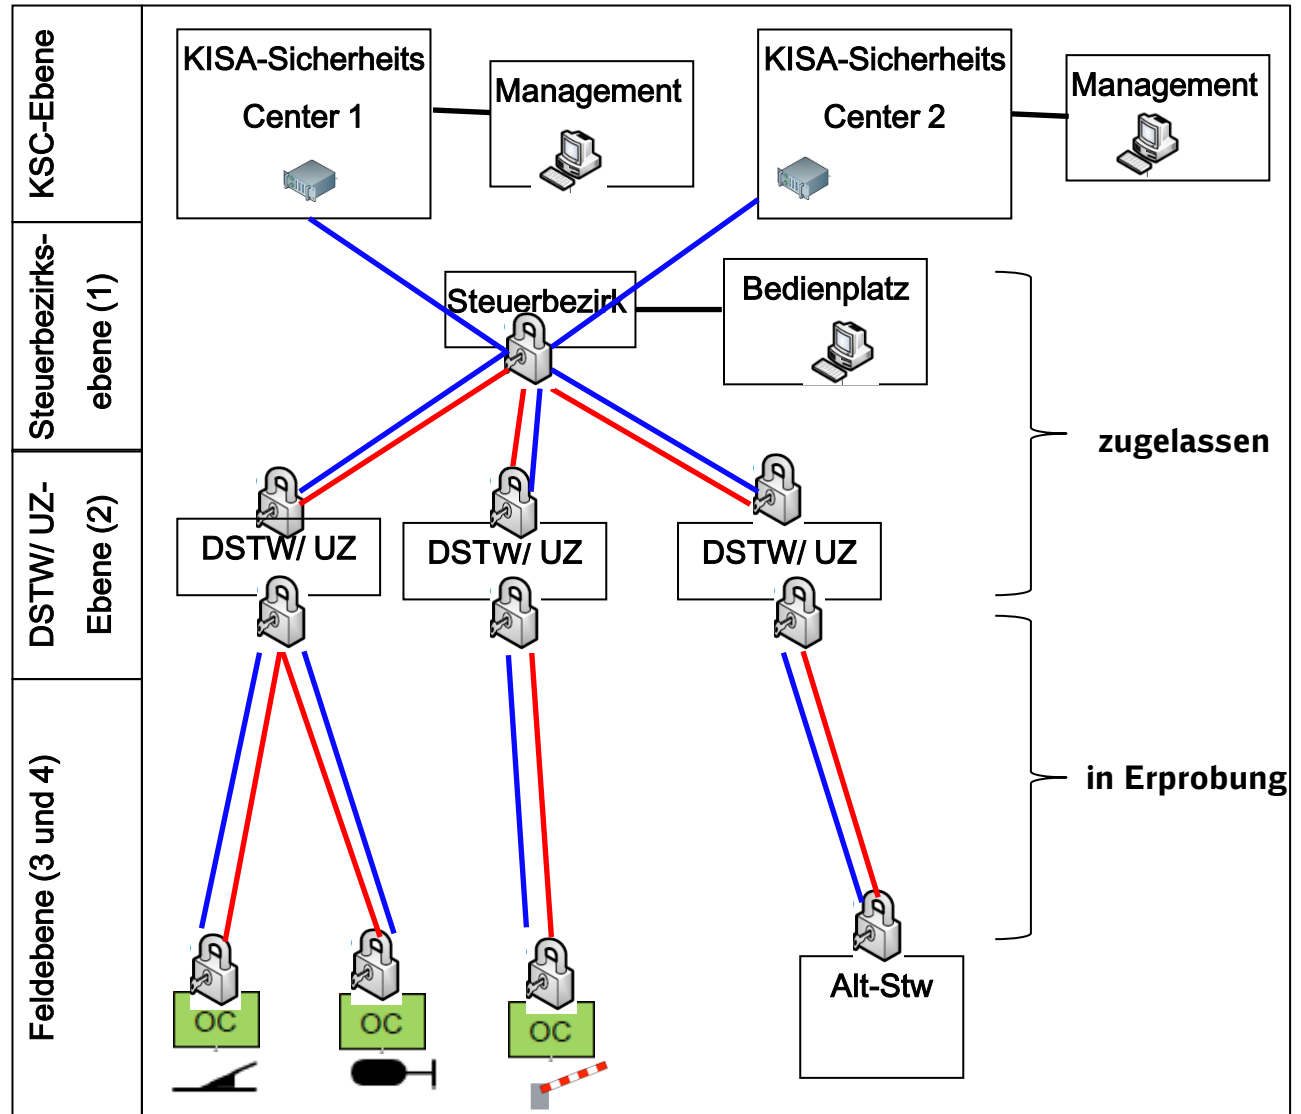 KSC-Ebene
KISA-Sicherheits
Center 1
Management
KISA-Sicherheits
Center 2
Management
Steuerbezirks-
ebene (1)
Steuerbezirk
Bedienplatz
zugelassen
DSTW/ UZ-
Ebene (2)
DSTW/ UZ
DSTW/ UZ
DSTW/ UZ
in Erprobung
Feldebene (3 und 4)
OC
OC
OC
Alt-Stw